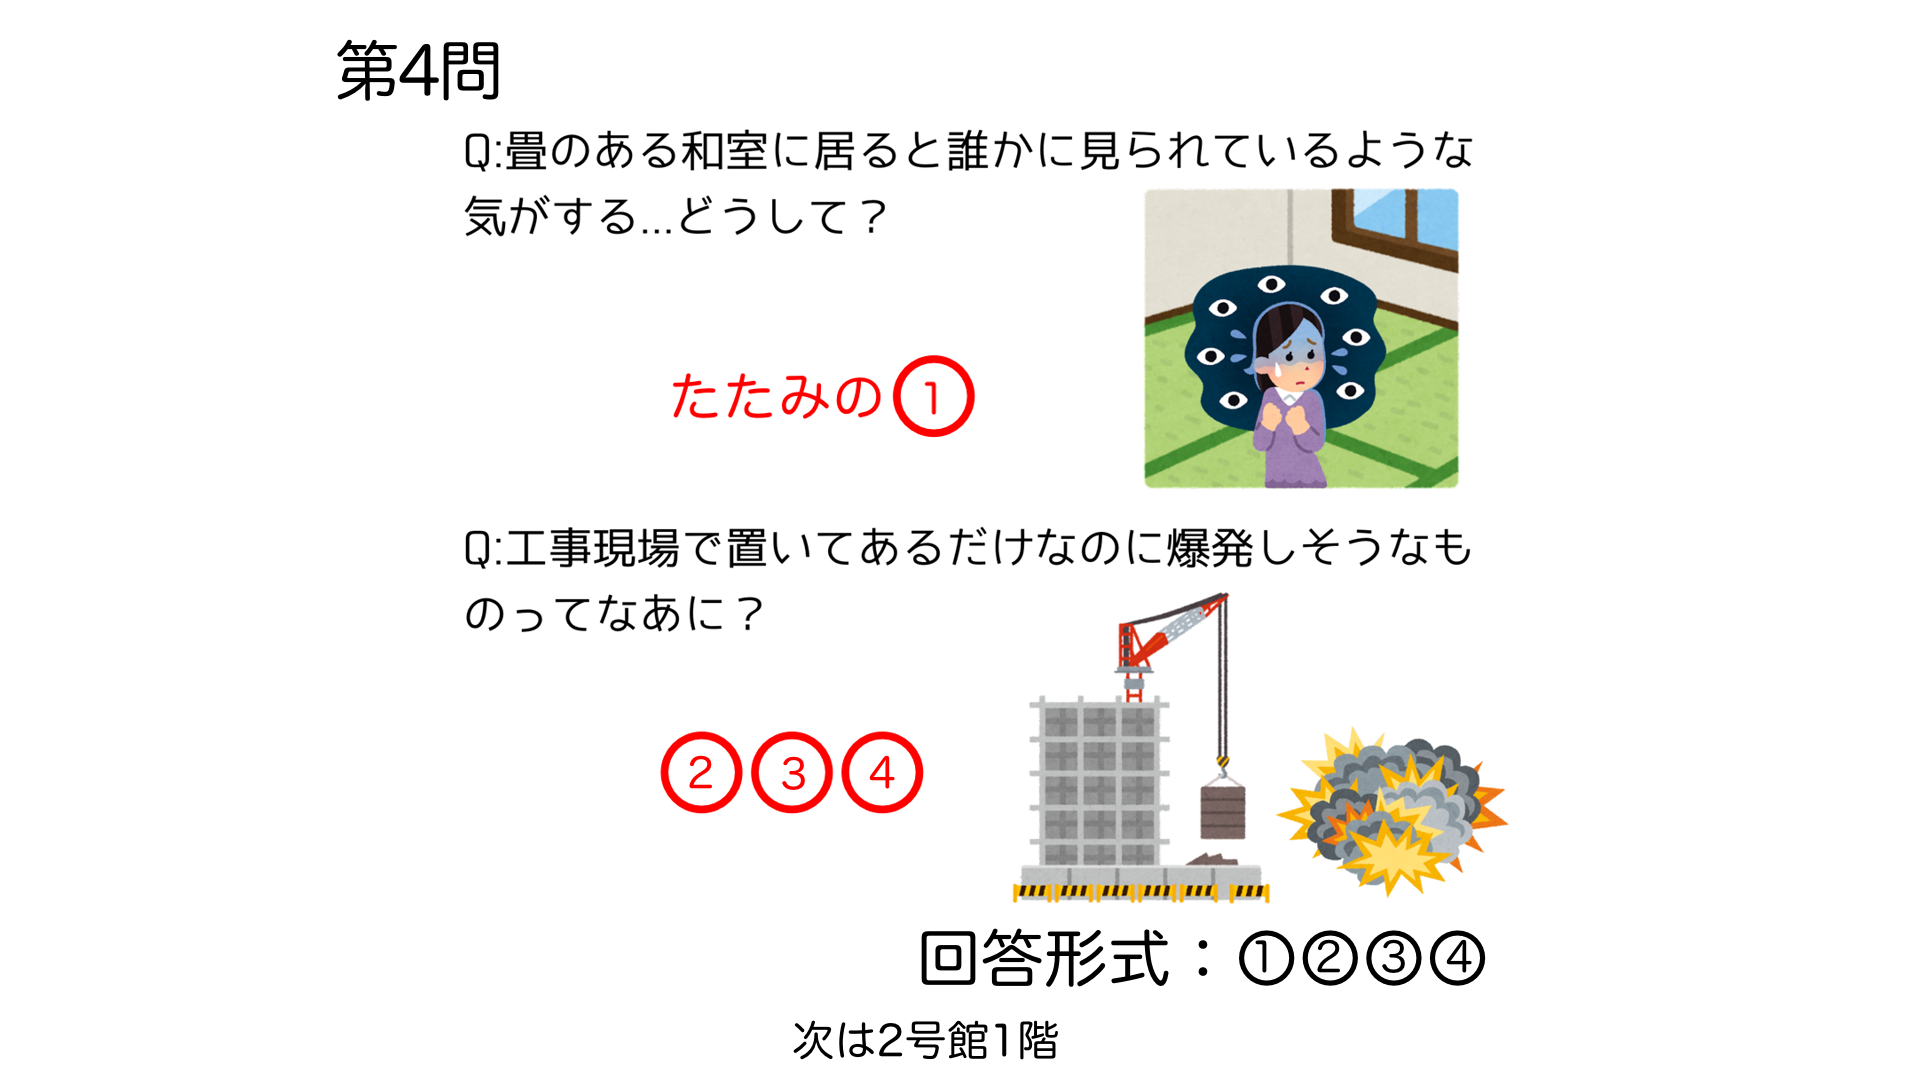 第4問
Q:畳のある和室に居ると誰かに見られているような
気がする...どうして？
たたみの①
Q:工事現場で置いてあるだけなのに爆発しそうなも
のってなあに？
②③④
回答形式：①②③④
次は2号館1階